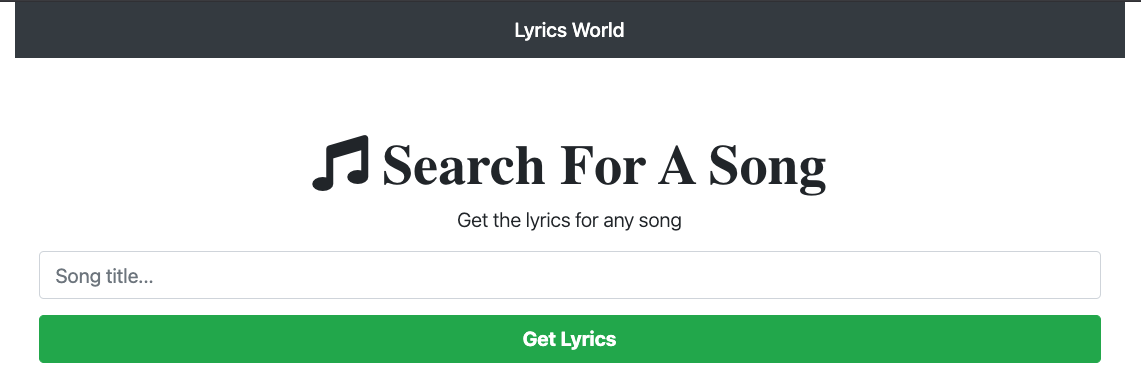 Lyrics World
Search For A Song
Get the lyrics for any song
Song title...
Get Lyrics